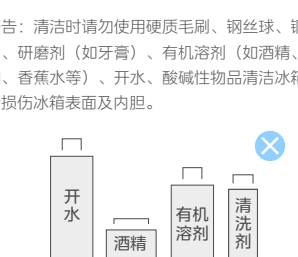 告：清洁时请勿使用硬质毛刷、钢丝球、
、研磨剂（如牙膏）、有机溶剂（如酒精、
、香蕉水等）、开水、酸碱性物品清洁冰箱
损伤冰箱表面及内胆。
开水
酒精
有机
溶剂
清洗剂